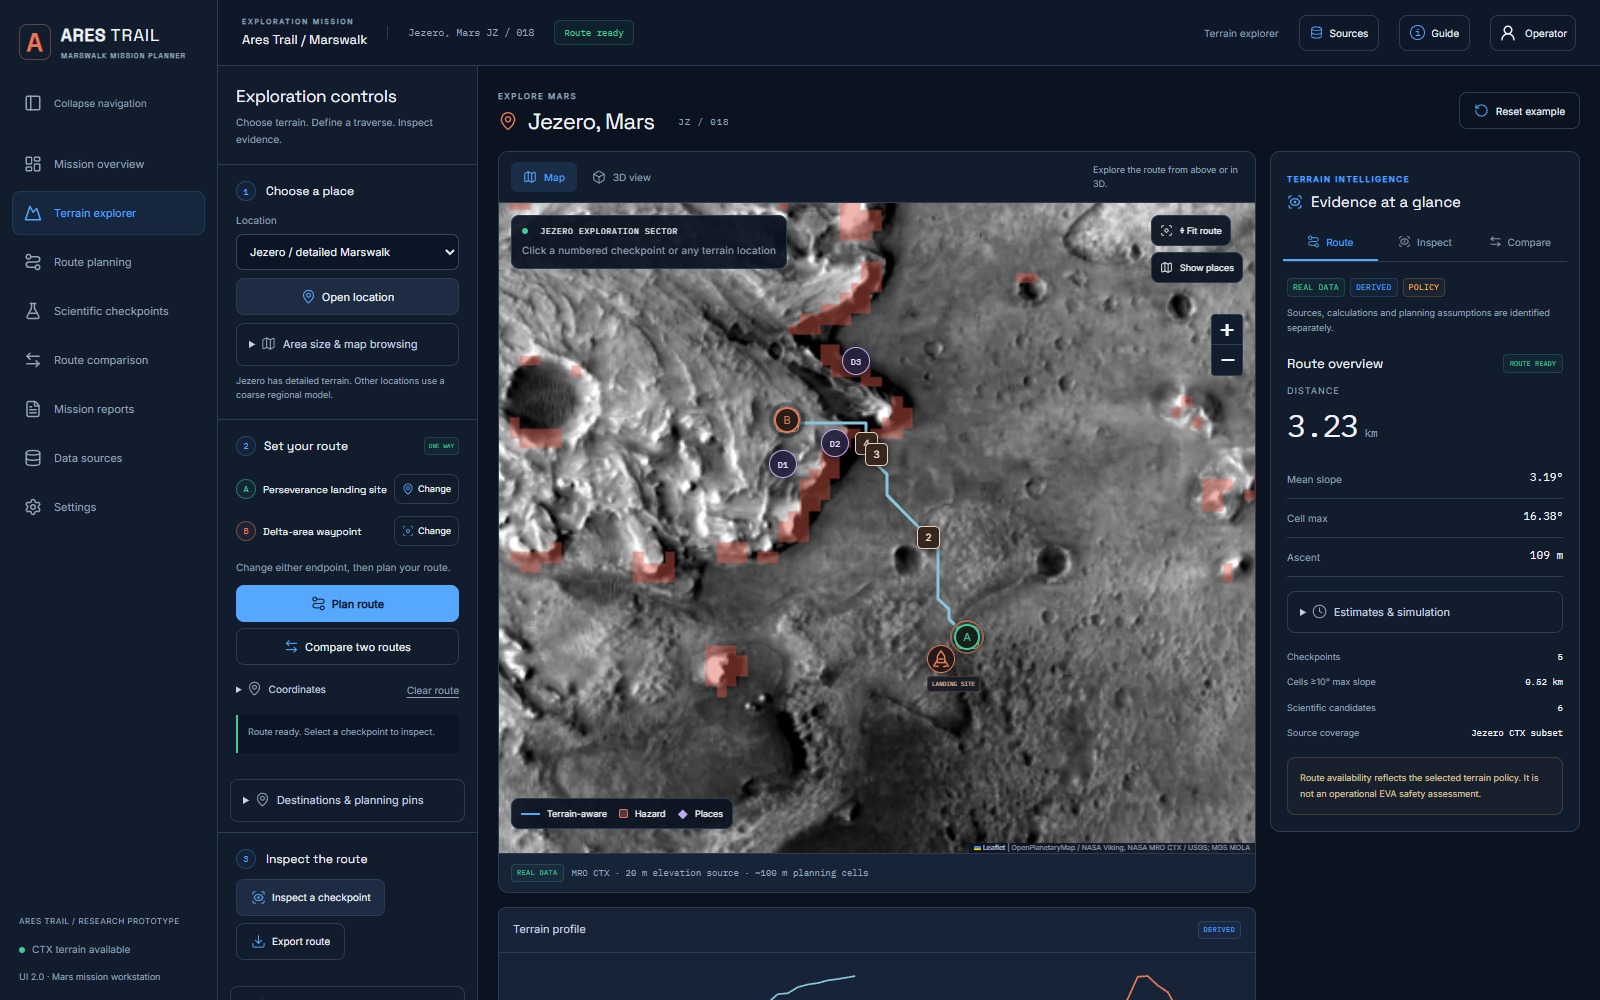 A
ARES TRAIL
MARSWALK MISSION PLANNER
Collapse navigation
Mission overview
Terrain explorer
Route planning
Scientific checkpoints
Route comparison
Mission reports
Data sources
Settings
ARES TRAIL / RESEARCH PROTOTYPE
CTX terrain available
UI 2.0 · Mars mission workstation
EXPLORATION MISSION
Ares Trail / Marswalk
Jezero, Mars JZ / 018
Route ready
Terrain explorer
Sources
Guide
Operator
Exploration controls
Choose terrain. Define a traverse. Inspect
evidence.
1
Choose a place
Location
Jezero / detailed Marswalk
Open location
Area size & map browsing
Jezero has detailed terrain. Other locations use a
coarse regional model.
2
Set your route
ONE WAY
A
Perseverance landing site
Change
B
Delta-area waypoint
Change
Change either endpoint, then plan your route.
Plan route
Compare two routes
Coordinates
Clear route
Route ready. Select a checkpoint to inspect.
Destinations & planning pins
3
Inspect the route
Inspect a checkpoint
Export route
EXPLORE MARS
Jezero, Mars
JZ / 018
Reset example
Map
3D view
Explore the route from above or in
3D.
JEZERO EXPLORATION SECTOR
Click a numbered checkpoint or any terrain location
Fit route
Show places
+
−
D3
B
D2
4
3
D1
2
A
LANDING SITE
Terrain-aware
Hazard
Places
Leaflet | OpenPlanetaryMap / NASA Viking, NASA MRO CTX / USGS; MGS MOLA
REAL DATA
MRO CTX · 20 m elevation source · ~100 m planning cells
Terrain profile
DERIVED
TERRAIN INTELLIGENCE
Evidence at a glance
Route
Inspect
Compare
REAL DATA
DERIVED
POLICY
Sources, calculations and planning assumptions are identified
separately.
Route overview
ROUTE READY
DISTANCE
3.23 km
Mean slope
3.19°
Cell max
16.38°
Ascent
109 m
Estimates & simulation
Checkpoints
5
Cells ≥10° max slope
0.52 km
Scientific candidates
6
Source coverage
Jezero CTX subset
Route availability reflects the selected terrain policy. It is
not an operational EVA safety assessment.